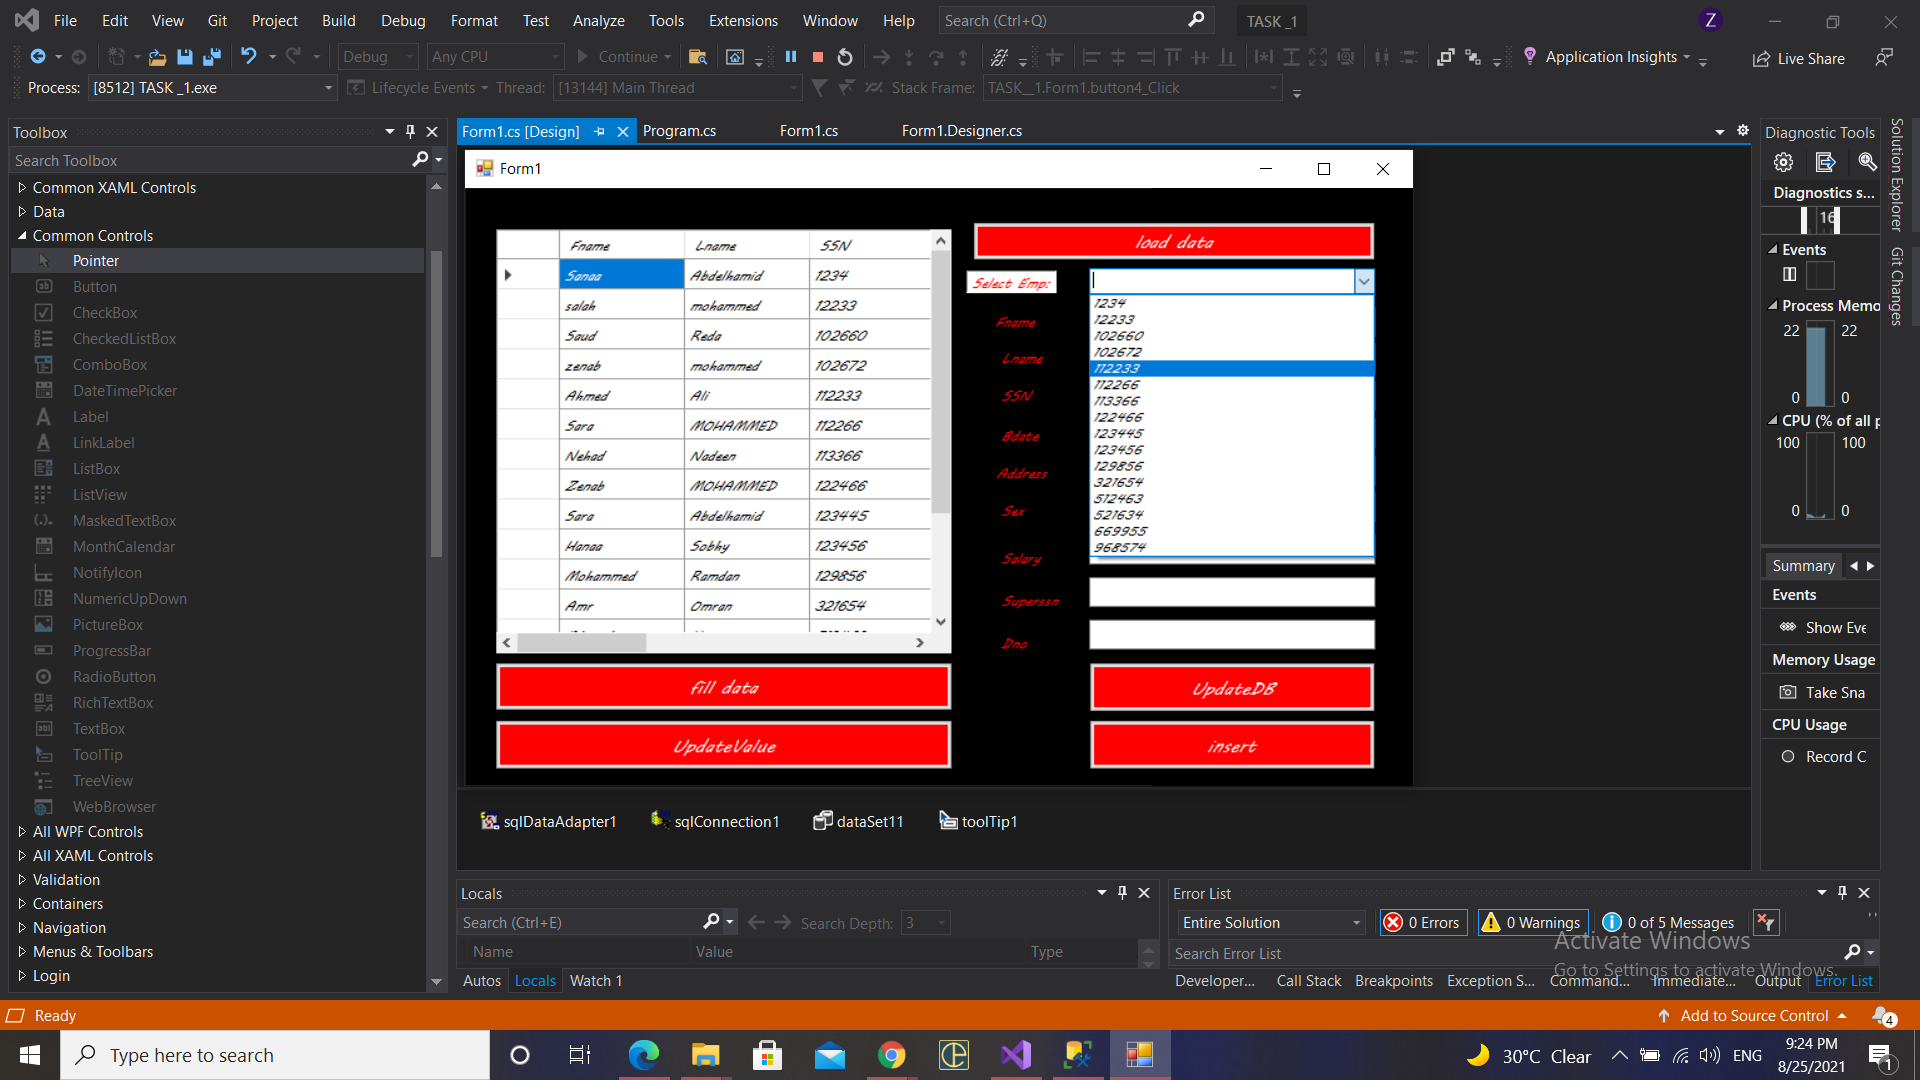 File Edit View Git Project Build Debug Format Test Analyze Tools Extensions Window Help Search (Ctrl+Q) TASK _1 Z
Debug Any CPU Continue Application Insights Live Share
Process: [8512] TASK _1.exe Lifecycle Events Thread: [13144] Main Thread Stack Frame: TASK__1.Form1.button4_Click
Toolbox
Search Toolbox
Common XAML Controls
Data
Common Controls
Pointer
Button
CheckBox
CheckedListBox
ComboBox
DateTimePicker
Label
LinkLabel
ListBox
ListView
MaskedTextBox
MonthCalendar
NotifyIcon
NumericUpDown
PictureBox
ProgressBar
RadioButton
RichTextBox
TextBox
ToolTip
TreeView
WebBrowser
All WPF Controls
All XAML Controls
Validation
Containers
Navigation
Menus & Toolbars
Login
Form1.cs [Design] Program.cs Form1.cs Form1.Designer.cs
Form1
Fname Lname SSN
Sanaa Abdelhamid 1234
salah mohammed 12233
Saud Reda 102660
zenab mohammed 102672
Ahmed Ali 112233
Sara MOHAMMED 112266
Nehad Nadeen 113366
Zenab MOHAMMED 122466
Sara Abdelhamid 123445
Hanaa Sobhy 123456
Mohammed Ramdan 129856
Amr Omran 321654
load data
Select Emp:
Fname
Lname
SSN
Bdate
Address
Sex
Salary
Superssn
Dno
1234
12233
102660
102672
112233
112266
113366
122466
123445
123456
129856
321654
512463
521634
669955
968574
fill data
UpdateDB
UpdateValue
insert
sqlDataAdapter1 sqlConnection1 dataSet11 toolTip1
Diagnostic Tools
Diagnostics s...
16
Events
Process Memo
22 22
0 0
CPU (% of all p
100 100
0 0
Summary
Events
Show Eve
Memory Usage
Take Sna
CPU Usage
Record C
Solution Explorer
Git Changes
Locals
Search (Ctrl+E) Search Depth: 3
Name Value Type
Autos Locals Watch 1
Error List
Entire Solution 0 Errors 0 Warnings 0 of 5 Messages
Search Error List
Developer... Call Stack Breakpoints Exception S... Command... Immediate... Output Error List
Activate Windows
Go to Settings to activate Windows.
Ready Add to Source Control 4
Type here to search 30°C Clear ENG
9:24 PM
8/25/2021
1